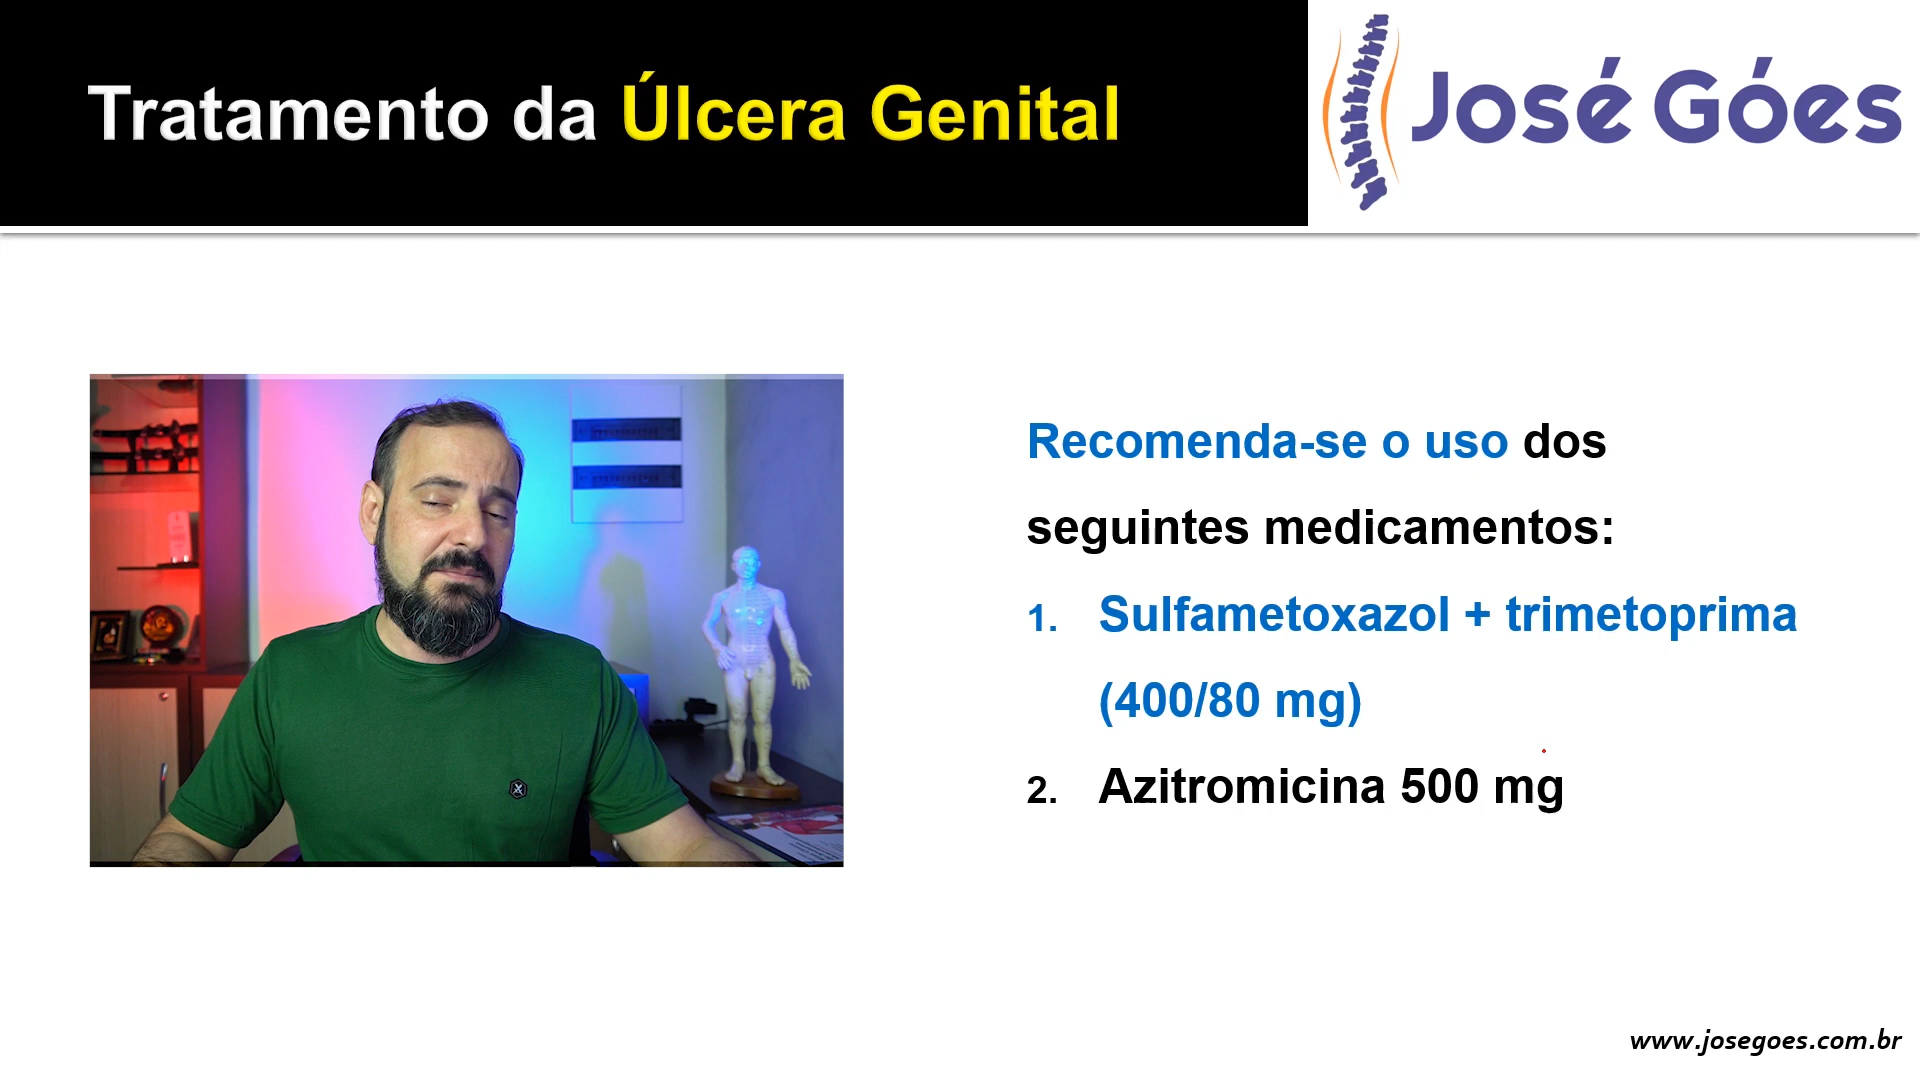 Tratamento da Úlcera Genital
José Góes
Recomenda-se o uso dos
seguintes medicamentos:
1. Sulfametoxazol + trimetoprima
(400/80 mg)
2. Azitromicina 500 mg
www.josegoes.com.br